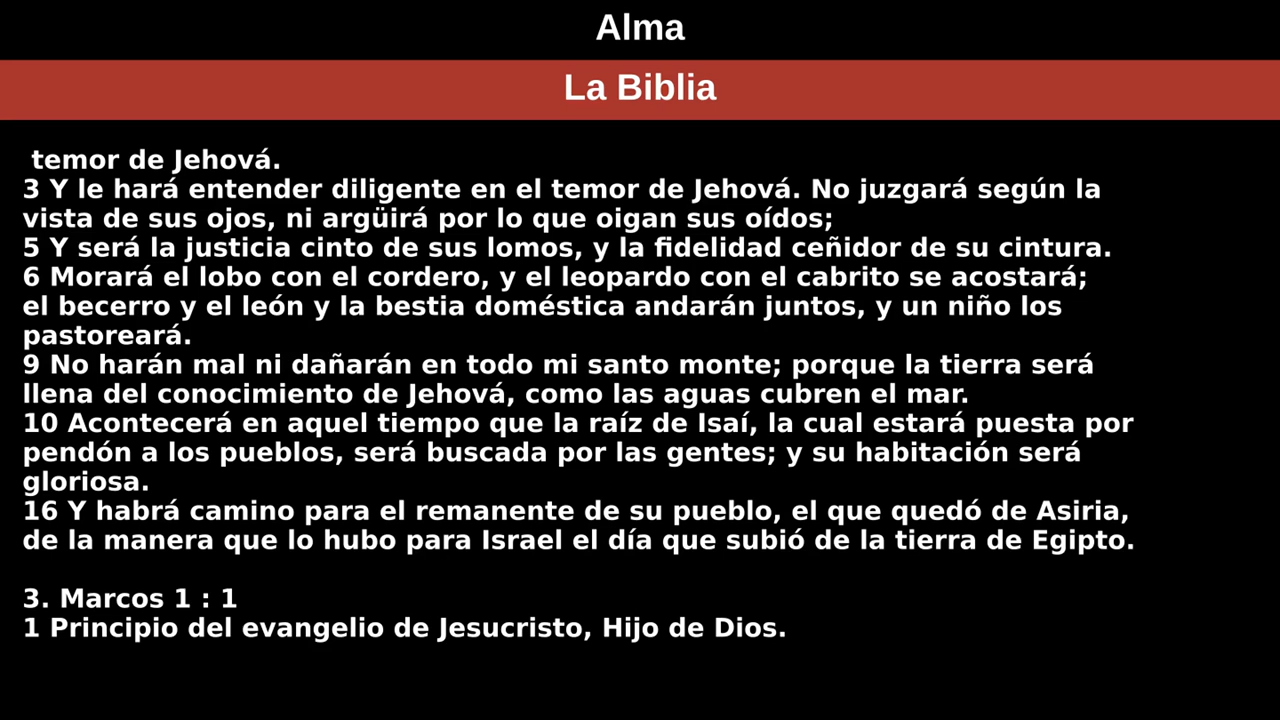 Alma
La Biblia
temor de Jehová.
3 Y le hará entender diligente en el temor de Jehová. No juzgará según la
vista de sus ojos, ni argüirá por lo que oigan sus oídos;
5 Y será la justicia cinto de sus lomos, y la fidelidad ceñidor de su cintura.
6 Morará el lobo con el cordero, y el leopardo con el cabrito se acostará;
el becerro y el león y la bestia doméstica andarán juntos, y un niño los
pastoreará.
9 No harán mal ni dañarán en todo mi santo monte; porque la tierra será
llena del conocimiento de Jehová, como las aguas cubren el mar.
10 Acontecerá en aquel tiempo que la raíz de Isaí, la cual estará puesta por
pendón a los pueblos, será buscada por las gentes; y su habitación será
gloriosa.
16 Y habrá camino para el remanente de su pueblo, el que quedó de Asiria,
de la manera que lo hubo para Israel el día que subió de la tierra de Egipto.
3. Marcos 1 : 1
1 Principio del evangelio de Jesucristo, Hijo de Dios.